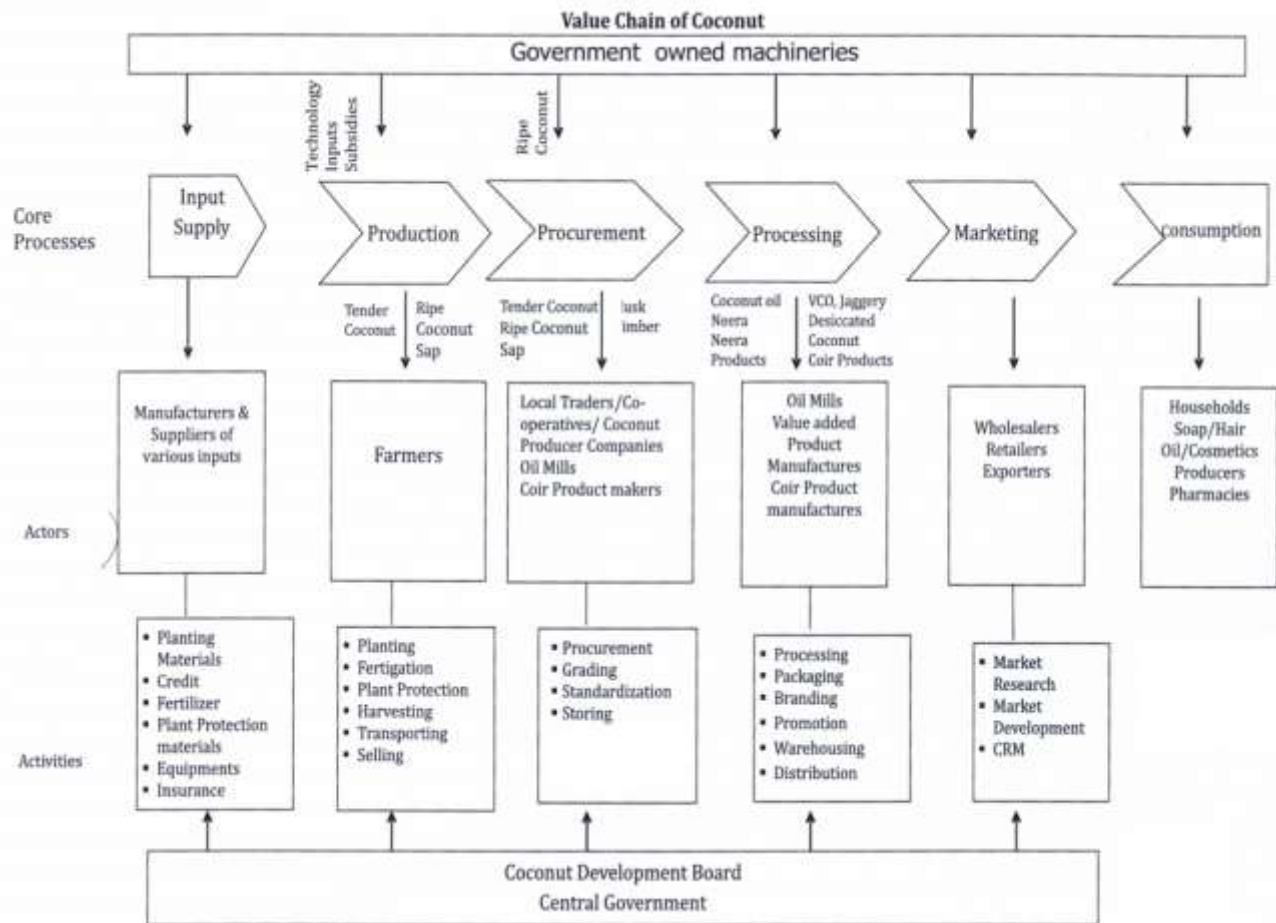 Value Chain of Coconut
Government owned machineries
Technology
Inputs
Subsidies
Ripe
Coconut
Core
Processes
Input
Supply
Production
Procurement
Processing
Marketing
consumption
Tender
Coconut
Ripe
Coconut
Sap
Tender Coconut
Ripe Coconut
Sap
usk
imber
Coconut oil
Neera
Neera
Products
VCO, Jaggery
Desiccated
Coconut
Coir Products
Actors
Manufacturers &
Suppliers of
various inputs
Farmers
Local Traders/Co-
operatives/ Coconut
Producer Companies
Oil Mills
Coir Product makers
Oil Mills
Value added
Product
Manufactures
Coir Product
manufactures
Wholesalers
Retailers
Exporters
Households
Soap/Hair
Oil/Cosmetics
Producers
Pharmacies
Activities
▪ Planting
Materials
▪ Credit
▪ Fertilizer
▪ Plant Protection
materials
▪ Equipments
▪ Insurance
▪ Planting
▪ Fertigation
▪ Plant Protection
▪ Harvesting
▪ Transporting
▪ Selling
▪ Procurement
▪ Grading
▪ Standardization
▪ Storing
▪ Processing
▪ Packaging
▪ Branding
▪ Promotion
▪ Warehousing
▪ Distribution
▪ Market
Research
▪ Market
Development
▪ CRM
Coconut Development Board
Central Government